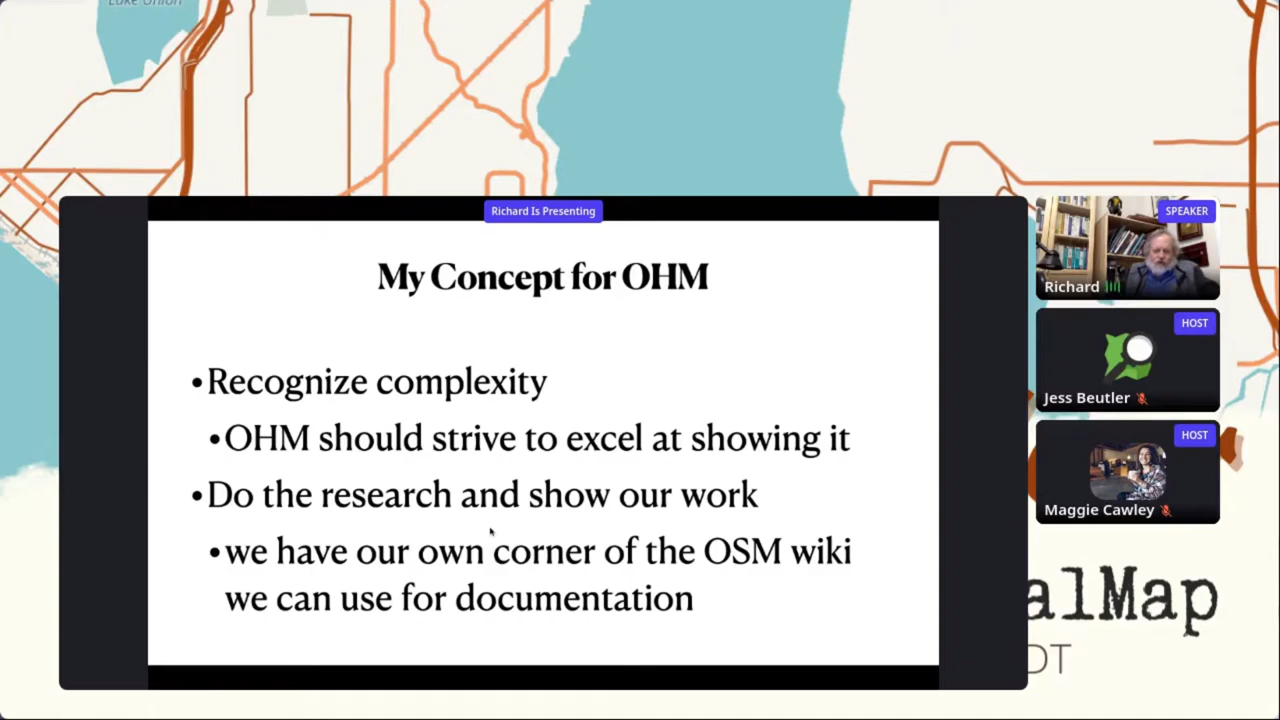 Lake Union
Richard Is Presenting
My Concept for OHM
•Recognize complexity
•OHM should strive to excel at showing it
•Do the research and show our work
•we have our own corner of the OSM wiki
we can use for documentation
SPEAKER
Richard
HOST
Jess Beutler
HOST
Maggie Cawley
alMap
DT